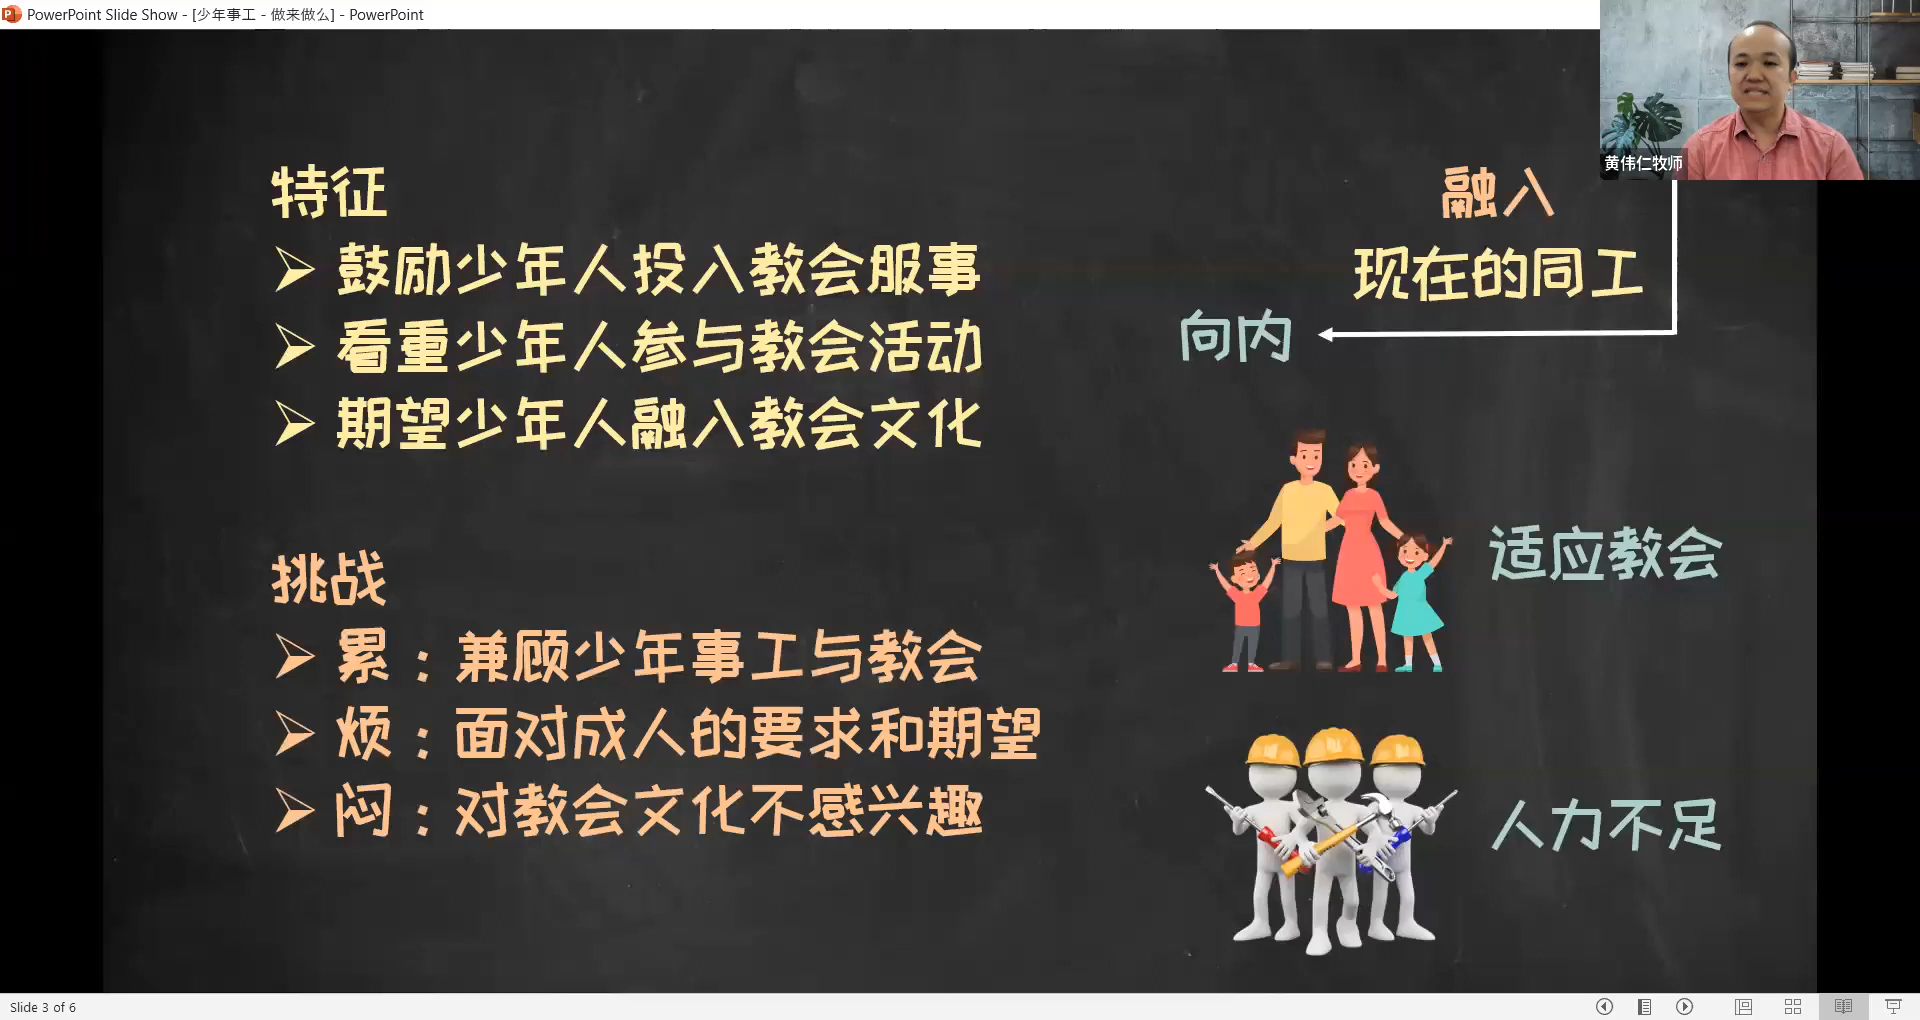 PowerPoint Slide Show - [少年事工 - 做来做么] - PowerPoint
黄伟仁牧师
特征
鼓励少年人投入教会服事
看重少年人参与教会活动
期望少年人融入教会文化
挑战
累：兼顾少年事工与教会
烦：面对成人的要求和期望
闷：对教会文化不感兴趣
融入
现在的同工
向内
适应教会
人力不足
Slide 3 of 6